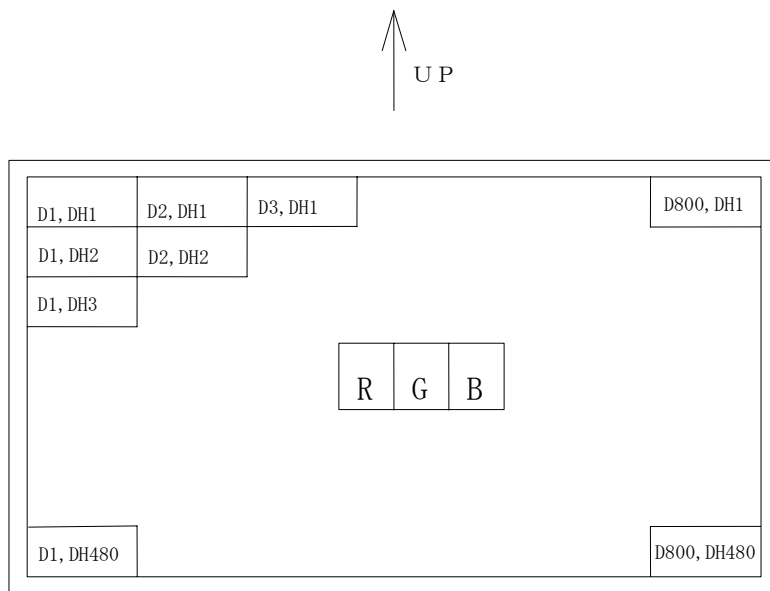 ＵＰ
D1,DH1 D2,DH1 D3,DH1 D800,DH1
D1,DH2 D2,DH2
D1,DH3
R G B
D1,DH480 D800,DH480